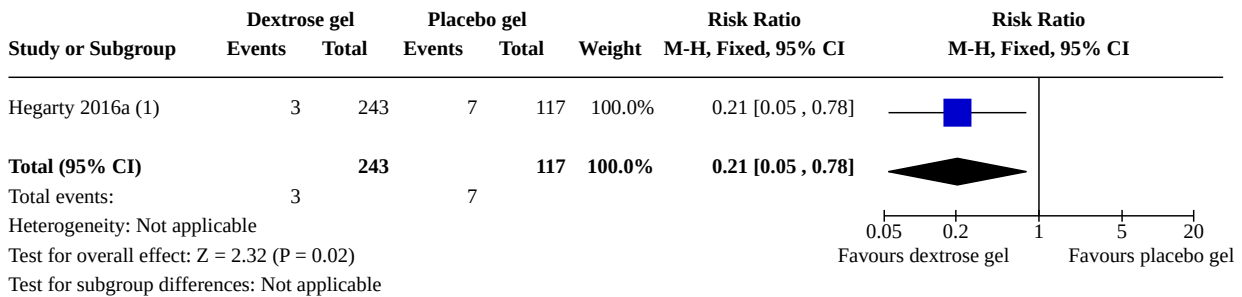 Dextrose gel Placebo gel Risk Ratio Risk Ratio
Study or Subgroup Events Total Events Total Weight M-H, Fixed, 95% CI M-H, Fixed, 95% CI
Hegarty 2016a (1) 3 243 7 117 100.0% 0.21 [0.05 , 0.78]
Total (95% CI) 243 117 100.0% 0.21 [0.05 , 0.78]
Total events: 3 7
Heterogeneity: Not applicable
0.05 0.2 1 5 20
Test for overall effect: Z = 2.32 (P = 0.02) Favours dextrose gel Favours placebo gel
Test for subgroup differences: Not applicable